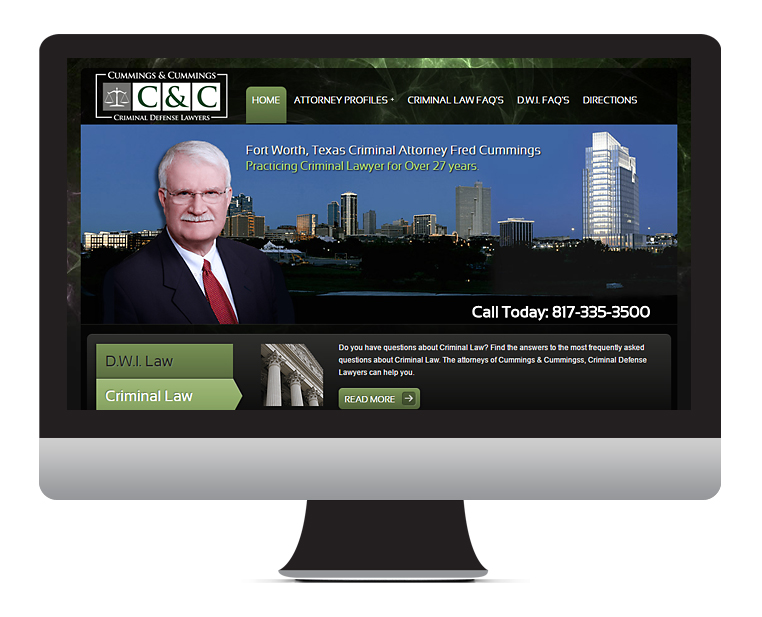 CUMMINGS & CUMMINGS
C&C
CRIMINAL DEFENSE LAWYERS
HOME ATTORNEY PROFILES + CRIMINAL LAW FAQ'S D.W.I. FAQ'S DIRECTIONS
Fort Worth, Texas Criminal Attorney Fred Cummings
Practicing Criminal Lawyer for Over 27 years
Call Today: 817-335-3500
D.W.I. Law
Criminal Law
Do you have questions about Criminal Law? Find the answers to the most frequently asked
questions about Criminal Law. The attorneys of Cummings & Cummingss, Criminal Defense
Lawyers can help you.
READ MORE